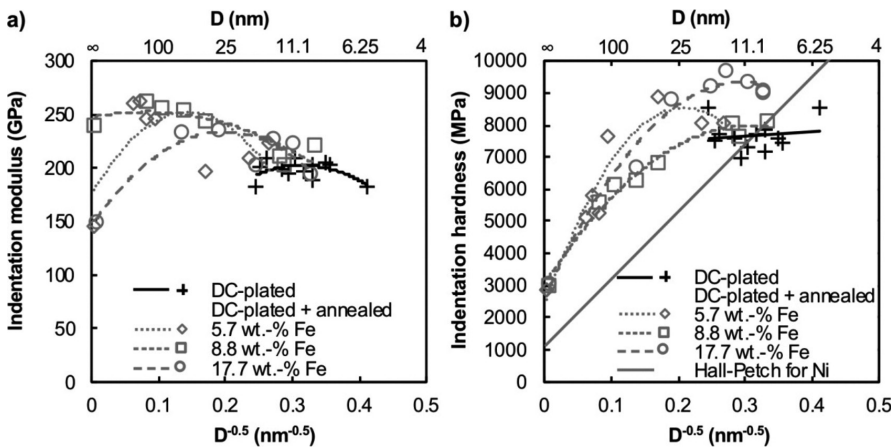 a)
D (nm)
∞ 100 25 11.1 6.25 4
Indentation modulus (GPa)
300
250
200
150
100
50
0
DC-plated
DC-plated + annealed
5.7 wt.-% Fe
8.8 wt.-% Fe
17.7 wt.-% Fe
0 0.1 0.2 0.3 0.4 0.5
D-0.5 (nm-0.5)
b)
D (nm)
∞ 100 25 11.1 6.25 4
Indentation hardness (MPa)
10000
9000
8000
7000
6000
5000
4000
3000
2000
1000
0
DC-plated
DC-plated + annealed
5.7 wt.-% Fe
8.8 wt.-% Fe
17.7 wt.-% Fe
Hall-Petch for Ni
0 0.1 0.2 0.3 0.4 0.5
D-0.5 (nm-0.5)